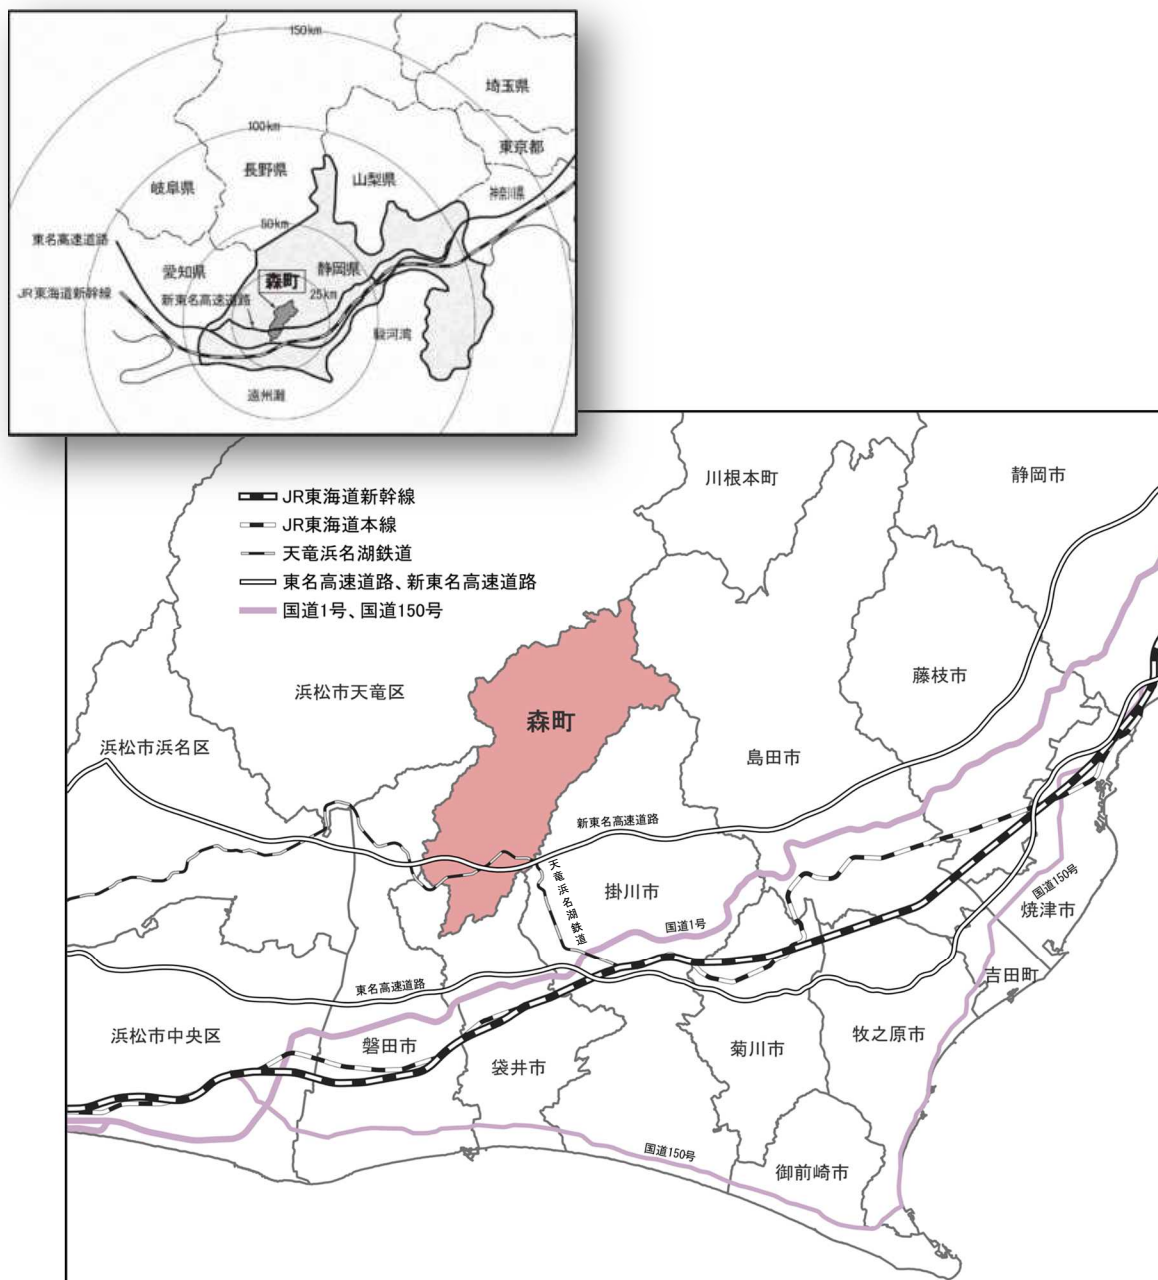 150km
埼玉県
100km
東京都
長野県
山梨県
岐阜県
神奈川県
50km
東名高速道路
愛知県
静岡県
森町
JR東海道新幹線
新東名高速道路
25km
駿河湾
遠州灘
川根本町
静岡市
JR東海道新幹線
JR東海道本線
天竜浜名湖鉄道
東名高速道路、新東名高速道路
国道1号、国道150号
浜松市天竜区
藤枝市
森町
浜松市浜名区
島田市
新東名高速道路
天竜浜名湖鉄道
掛川市
国道150号
焼津市
国道1号
吉田町
東名高速道路
浜松市中央区
磐田市
袋井市
菊川市
牧之原市
国道150号
御前崎市